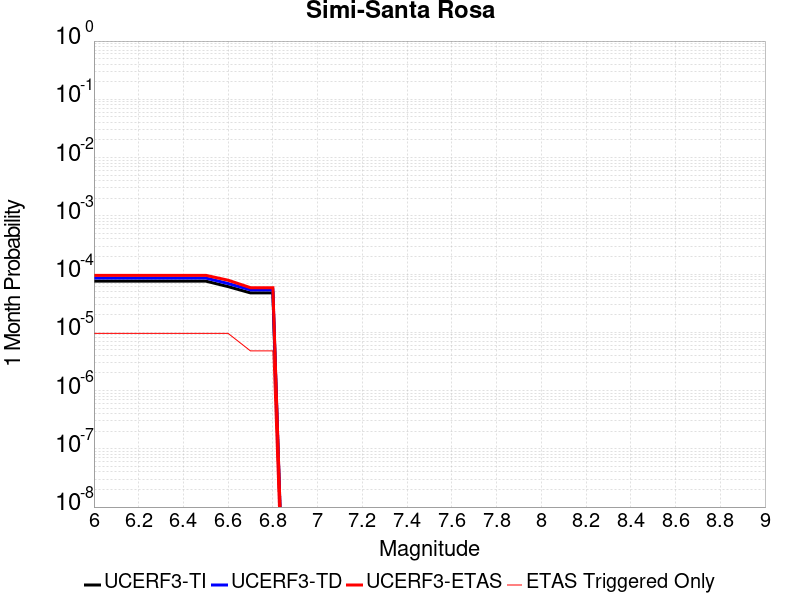 Simi-Santa Rosa
10^0
10^-1
10^-2
10^-3
10^-4
10^-5
10^-6
10^-7
10^-8
1 Month Probability
6 6.2 6.4 6.6 6.8 7 7.2 7.4 7.6 7.8 8 8.2 8.4 8.6 8.8 9
Magnitude
UCERF3-TI UCERF3-TD UCERF3-ETAS ETAS Triggered Only